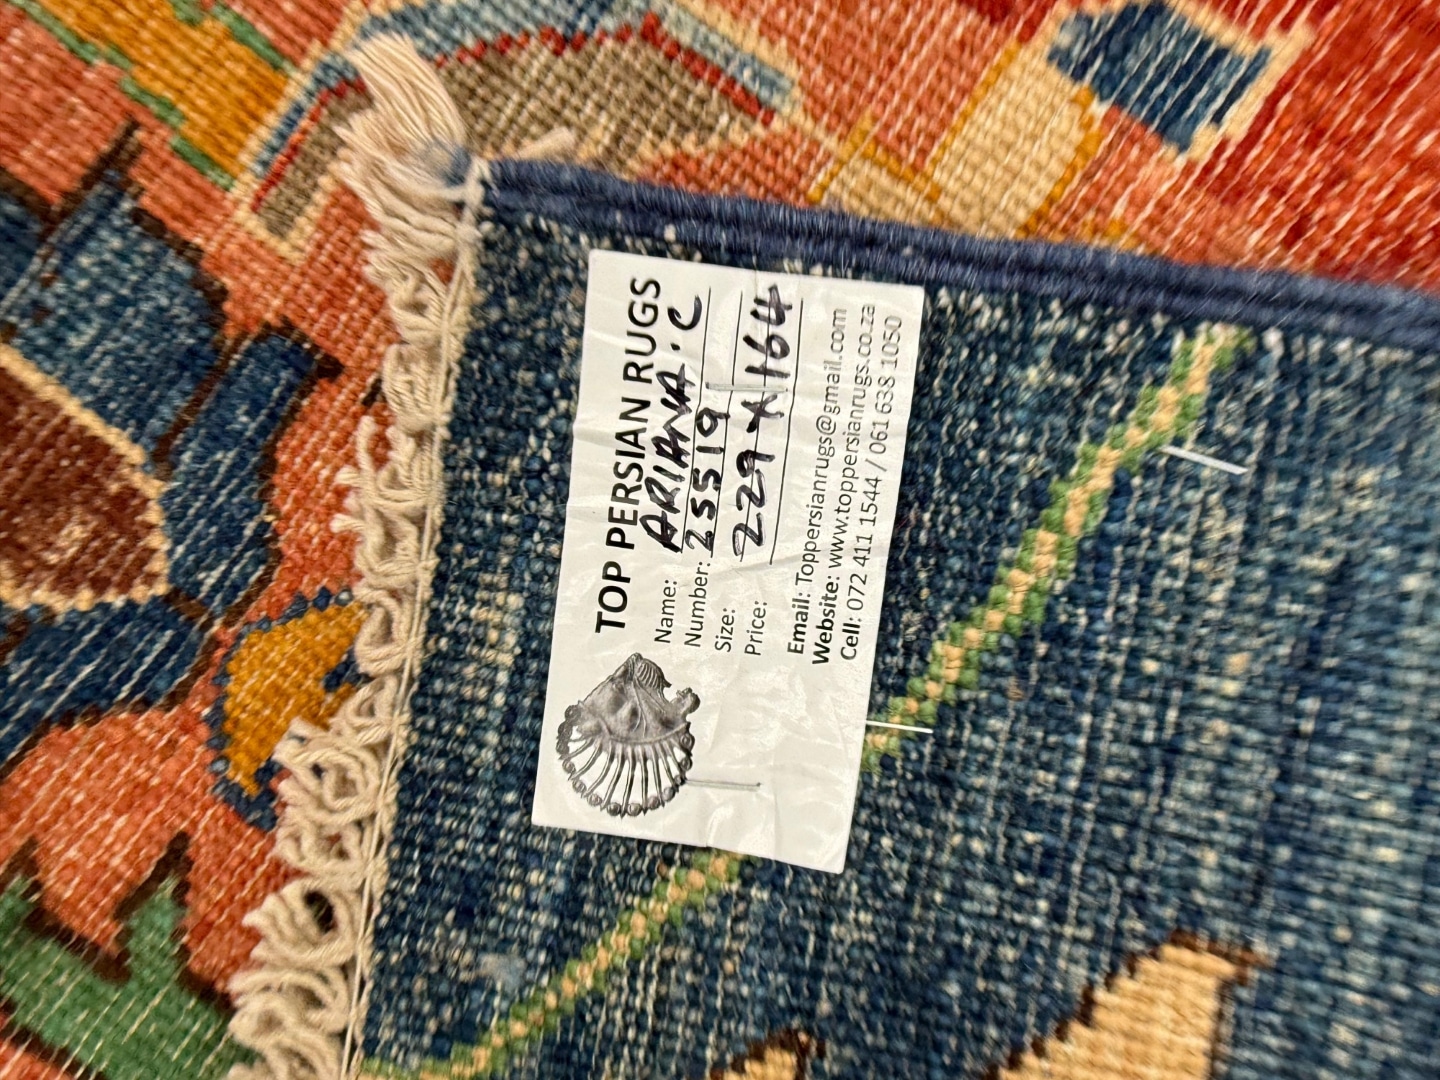 TOP PERSIAN RUGS
Name: ARIANA.C
Number: 25519
Size: 229 X 164
Price:
Email: Toppersianrugs@gmail.com
Website: www.toppersianrugs.co.za
Cell: 072 411 1544 / 061 638 1050